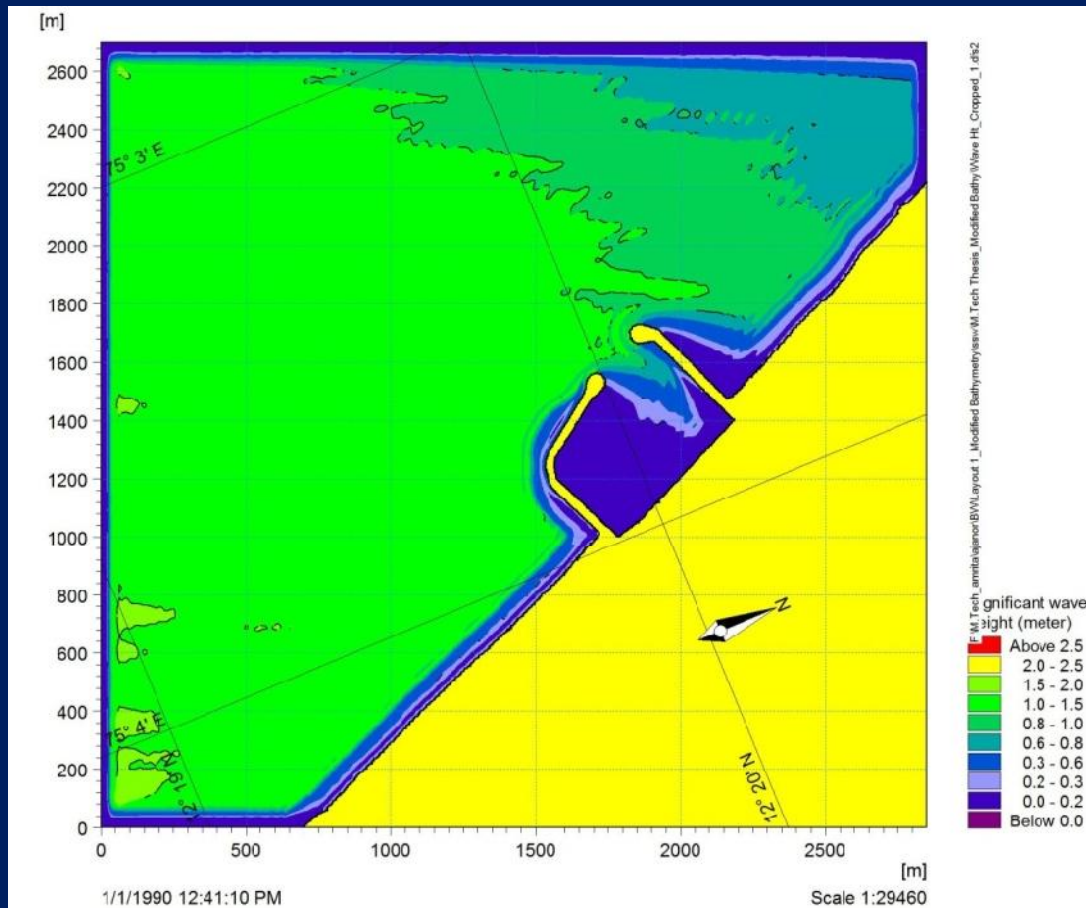 [m]
2600
2400
2200
2000
1800
1600
1400
1200
1000
800
600
400
200
0
0 500 1000 1500 2000 2500
[m]
75° 3' E
75° 4' E
12° 19' N
12° 20' N
N
gnificant wave
eight (meter)
Above 2.5
2.0 - 2.5
1.5 - 2.0
1.0 - 1.5
0.8 - 1.0
0.6 - 0.8
0.3 - 0.6
0.2 - 0.3
0.0 - 0.2
Below 0.0
1/1/1990 12:41:10 PM
Scale 1:29460